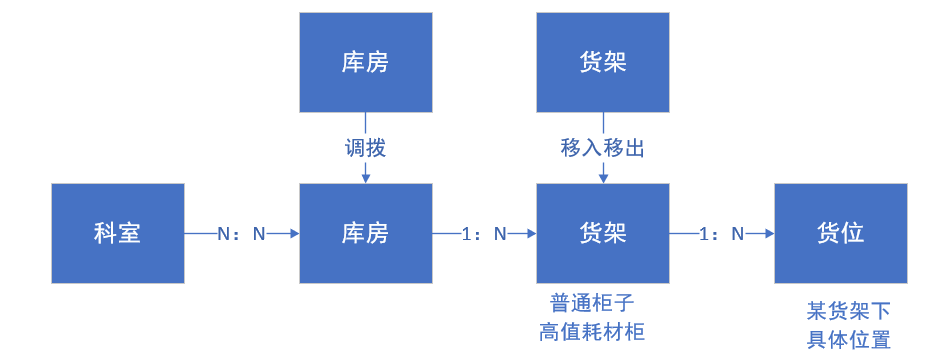 库房
货架
调拨
移入移出
科室
N：N
库房
1：N
货架
1：N
货位
普通柜子
高值耗材柜
某货架下
具体位置